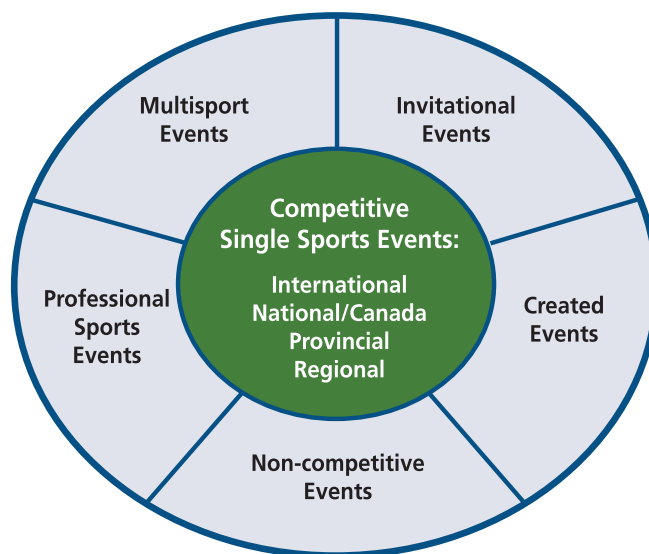 Multisport
Events
Invitational
Events
Competitive
Single Sports Events:
International
National/Canada
Provincial
Regional
Professional
Sports
Events
Created
Events
Non-competitive
Events